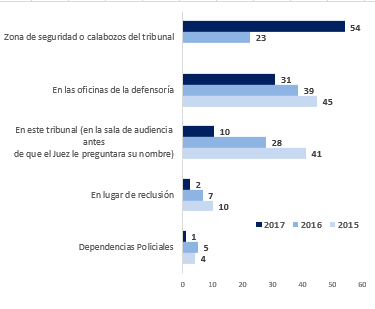 Zona de seguridad o calabozos del tribunal
54
23
En las oficinas de la defensoría
31
39
45
En este tribunal (en la sala de audiencia
antes
de que el Juez le preguntara su nombre)
10
28
41
En lugar de reclusión
2
7
10
2017 2016 2015
Dependencias Policiales
1
5
4
0 10 20 30 40 50 60